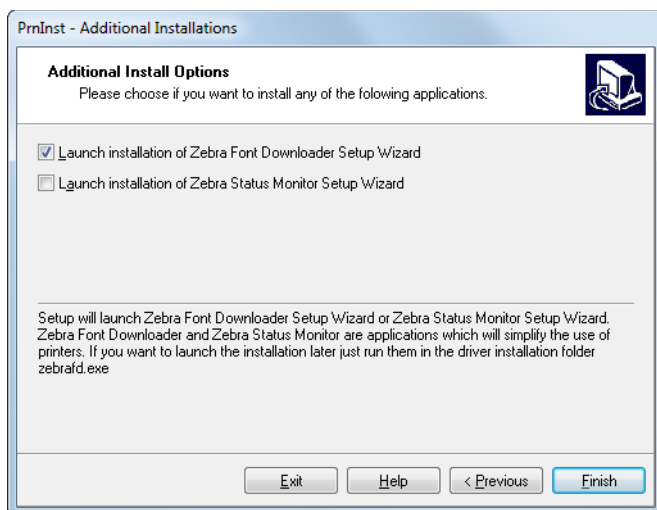 PrnInst - Additional Installations
Additional Install Options
Please choose if you want to install any of the folowing applications.
Launch installation of Zebra Font Downloader Setup Wizard
Launch installation of Zebra Status Monitor Setup Wizard
Setup will launch Zebra Font Downloader Setup Wizard or Zebra Status Monitor Setup Wizard.
Zebra Font Downloader and Zebra Status Monitor are applications which will simplify the use of
printers. If you want to launch the installation later just run them in the driver installation folder
zebrafd.exe
Exit Help < Previous Finish